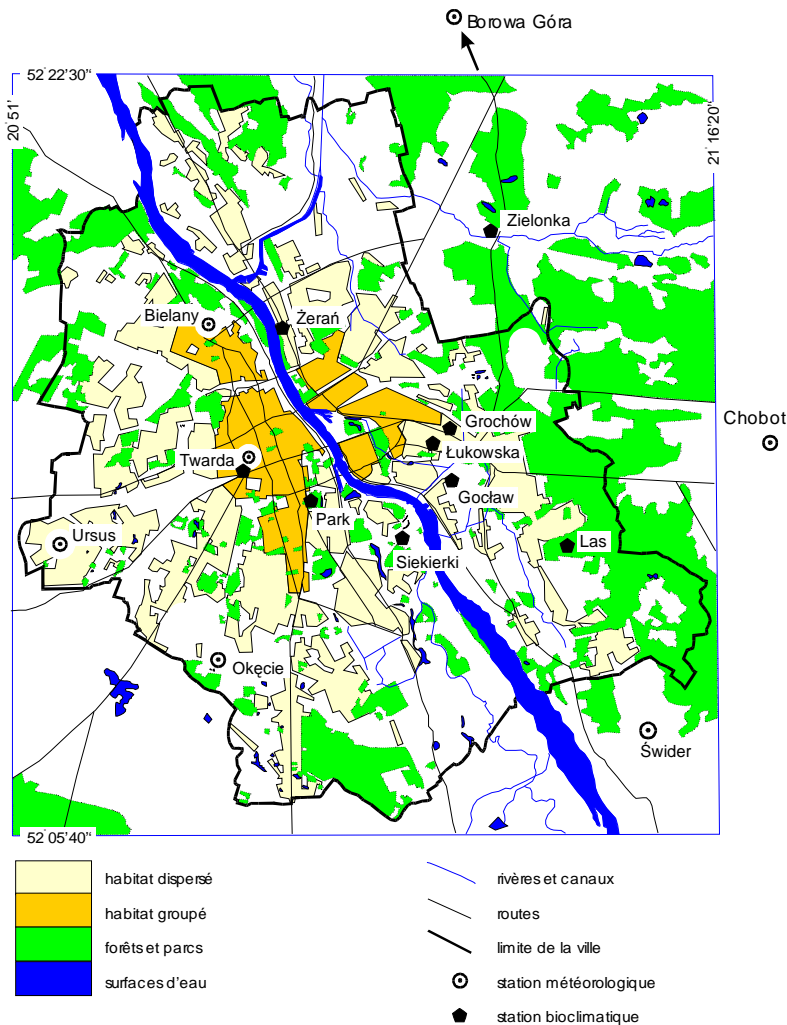 Borowa Góra
52°22'30"
20°51'
21°16'20"
Zielonka
Bielany
Żerań
Chobot
Grochów
Łukowska
Twarda
Gocław
Park
Ursus
Las
Siekierki
Okęcie
Świder
52°05'40"
habitat dispersé
habitat groupé
forêts et parcs
surfaces d'eau
rivères et canaux
routes
limite de la ville
station météorologique
station bioclimatique